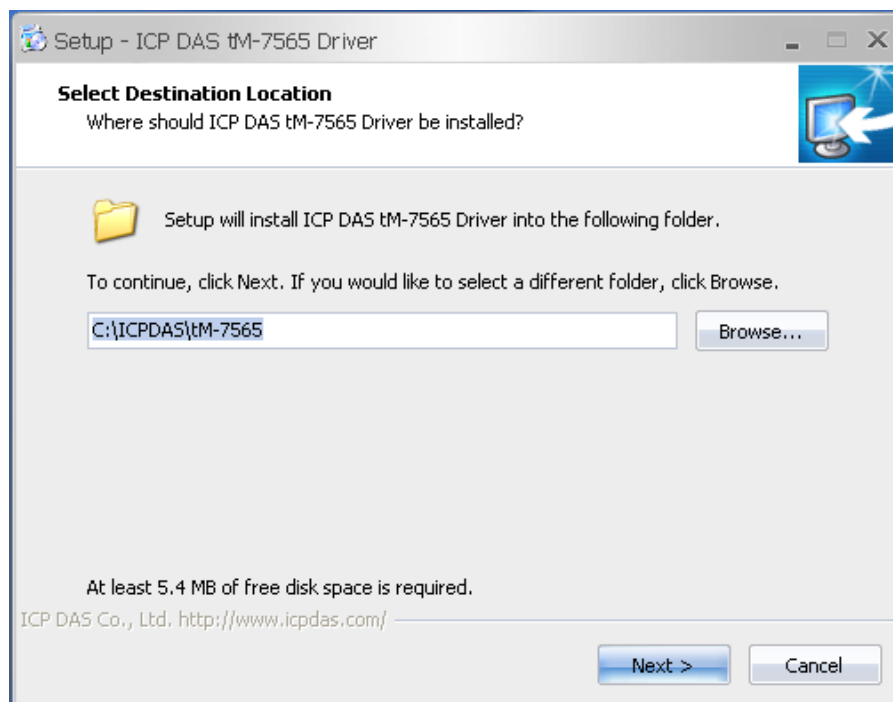 Setup - ICP DAS tM-7565 Driver
Select Destination Location
Where should ICP DAS tM-7565 Driver be installed?
Setup will install ICP DAS tM-7565 Driver into the following folder.
To continue, click Next. If you would like to select a different folder, click Browse.
C:\ICPDAS\tM-7565
Browse...
At least 5.4 MB of free disk space is required.
ICP DAS Co., Ltd. http://www.icpdas.com/
Next >
Cancel